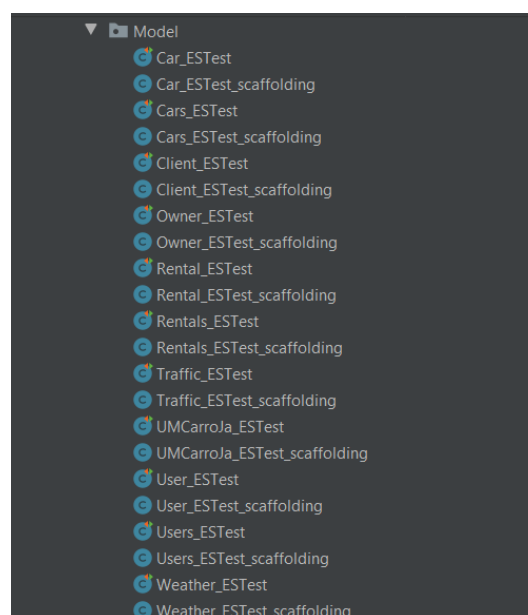 Model
Car_ESTest
Car_ESTest_scaffolding
Cars_ESTest
Cars_ESTest_scaffolding
Client_ESTest
Client_ESTest_scaffolding
Owner_ESTest
Owner_ESTest_scaffolding
Rental_ESTest
Rental_ESTest_scaffolding
Rentals_ESTest
Rentals_ESTest_scaffolding
Traffic_ESTest
Traffic_ESTest_scaffolding
UMCarroJa_ESTest
UMCarroJa_ESTest_scaffolding
User_ESTest
User_ESTest_scaffolding
Users_ESTest
Users_ESTest_scaffolding
Weather_ESTest
Weather_ESTest_scaffolding